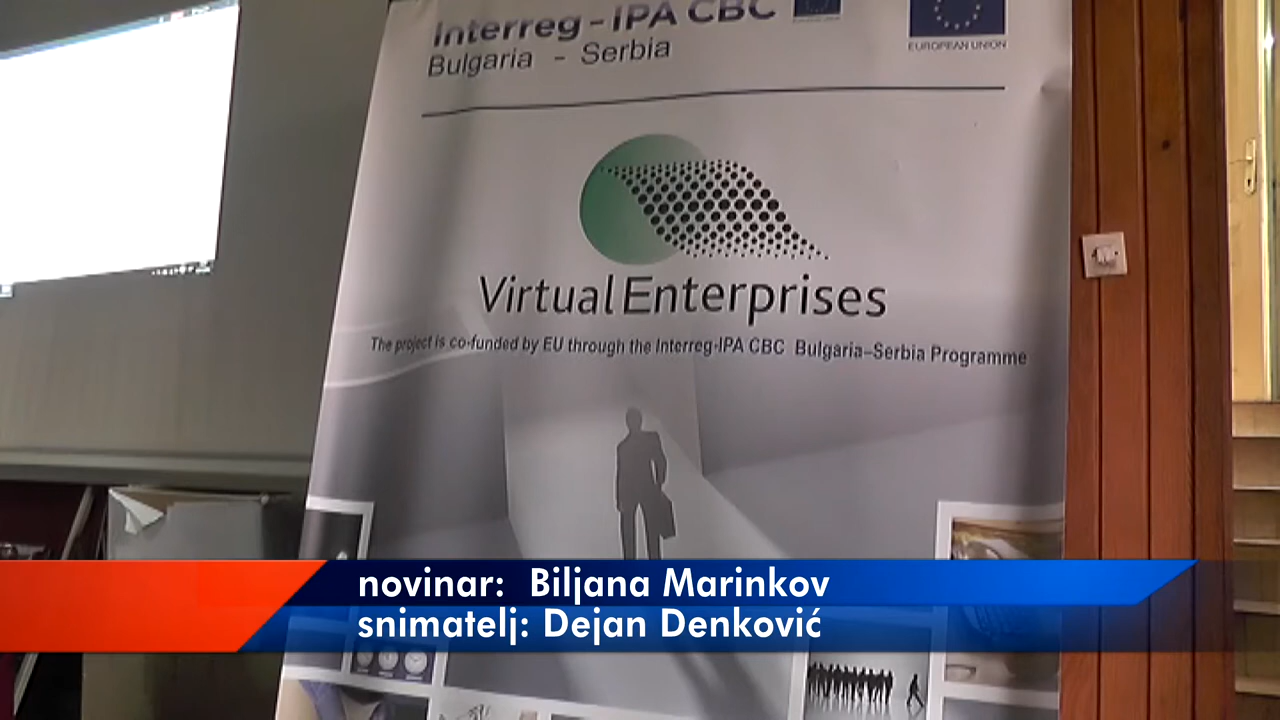 Interreg - IPA CBC
Bulgaria - Serbia
EUROPEAN UNION
Virtual Enterprises
The project is co-funded by EU through the Interreg-IPA CBC Bulgaria–Serbia Programme
novinar: Biljana Marinkov
snimatelj: Dejan Denković